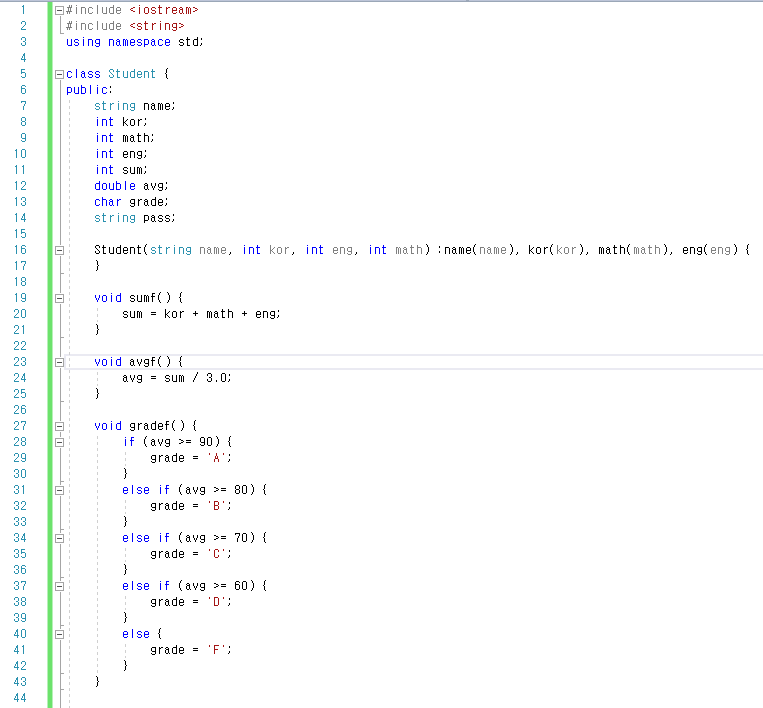 1 #include <iostream>
2 #include <string>
3 using namespace std;
4
5 class Student {
6 public:
7 string name;
8 int kor;
9 int math;
10 int eng;
11 int sum;
12 double avg;
13 char grade;
14 string pass;
15
16 Student(string name, int kor, int eng, int math) :name(name), kor(kor), math(math), eng(eng) {
17 }
18
19 void sumf() {
20 sum = kor + math + eng;
21 }
22
23 void avgf() {
24 avg = sum / 3.0;
25 }
26
27 void gradef() {
28 if (avg >= 90) {
29 grade = 'A';
30 }
31 else if (avg >= 80) {
32 grade = 'B';
33 }
34 else if (avg >= 70) {
35 grade = 'C';
36 }
37 else if (avg >= 60) {
38 grade = 'D';
39 }
40 else {
41 grade = 'F';
42 }
43 }
44